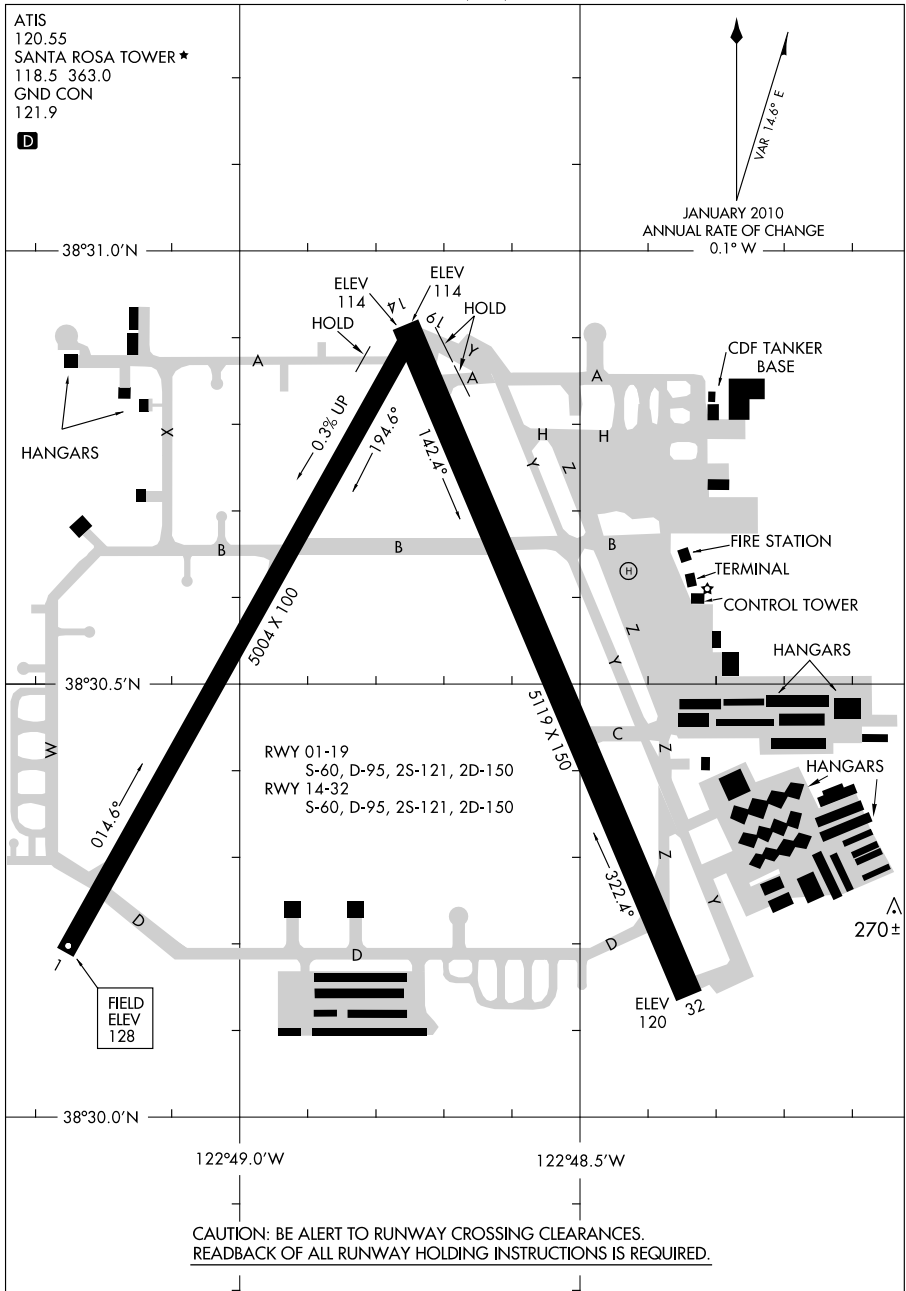 ATIS
120.55
SANTA ROSA TOWER ★
118.5 363.0
GND CON
121.9
D
VAR 14.6° E
JANUARY 2010
ANNUAL RATE OF CHANGE
0.1° W
38°31.0'N
ELEV
114
ELEV
114
HOLD
HOLD
14
19
A
Y
A
A
CDF TANKER
BASE
HANGARS
X
0.3% UP
194.6°
142.4°
H
H
Y
Z
B
B
B
H
FIRE STATION
TERMINAL
CONTROL TOWER
5004 X 100
Z
Y
HANGARS
38°30.5'N
5119 X 150
W
C
Z
RWY 01-19
S-60, D-95, 2S-121, 2D-150
RWY 14-32
S-60, D-95, 2S-121, 2D-150
HANGARS
014.6°
322.4°
Z
Y
D
D
D
270±
1
FIELD
ELEV
128
ELEV
120
32
38°30.0'N
122°49.0'W
122°48.5'W
CAUTION: BE ALERT TO RUNWAY CROSSING CLEARANCES.
READBACK OF ALL RUNWAY HOLDING INSTRUCTIONS IS REQUIRED.